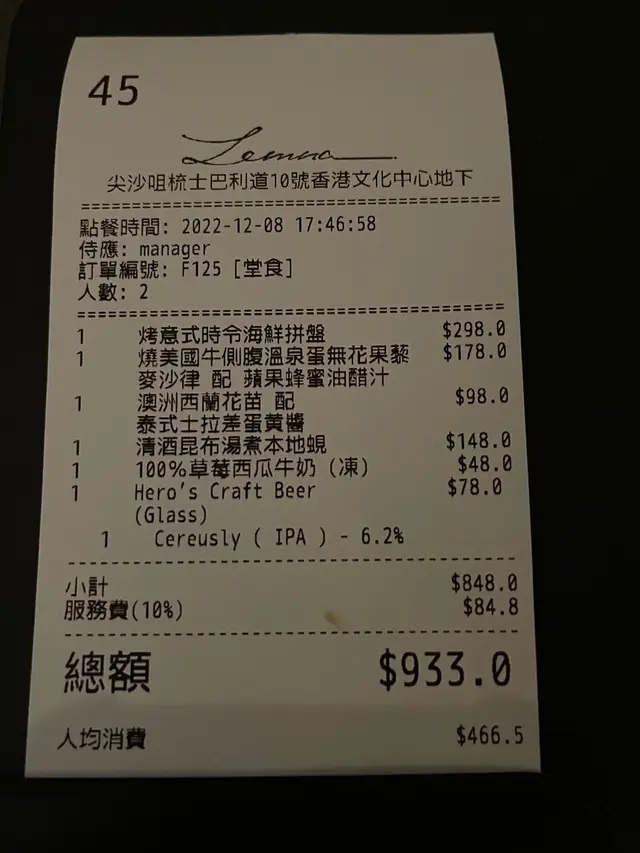 45
Lemna
尖沙咀梳士巴利道10號香港文化中心地下
點餐時間: 2022-12-08 17:46:58
侍應: manager
訂單編號: F125 [堂食]
人數: 2
1 烤意式時令海鮮拼盤 $298.0
1 燒美國牛側腹溫泉蛋無花果藜 $178.0
麥沙律 配 蘋果蜂蜜油醋汁
1 澳洲西蘭花苗 配 $98.0
泰式士拉差蛋黃醬
1 清酒昆布湯煮本地蜆 $148.0
1 100%草莓西瓜牛奶 (凍) $48.0
1 Hero's Craft Beer $78.0
(Glass)
1 Cereusly ( IPA ) - 6.2%
小計 $848.0
服務費(10%) $84.8
總額 $933.0
人均消費 $466.5